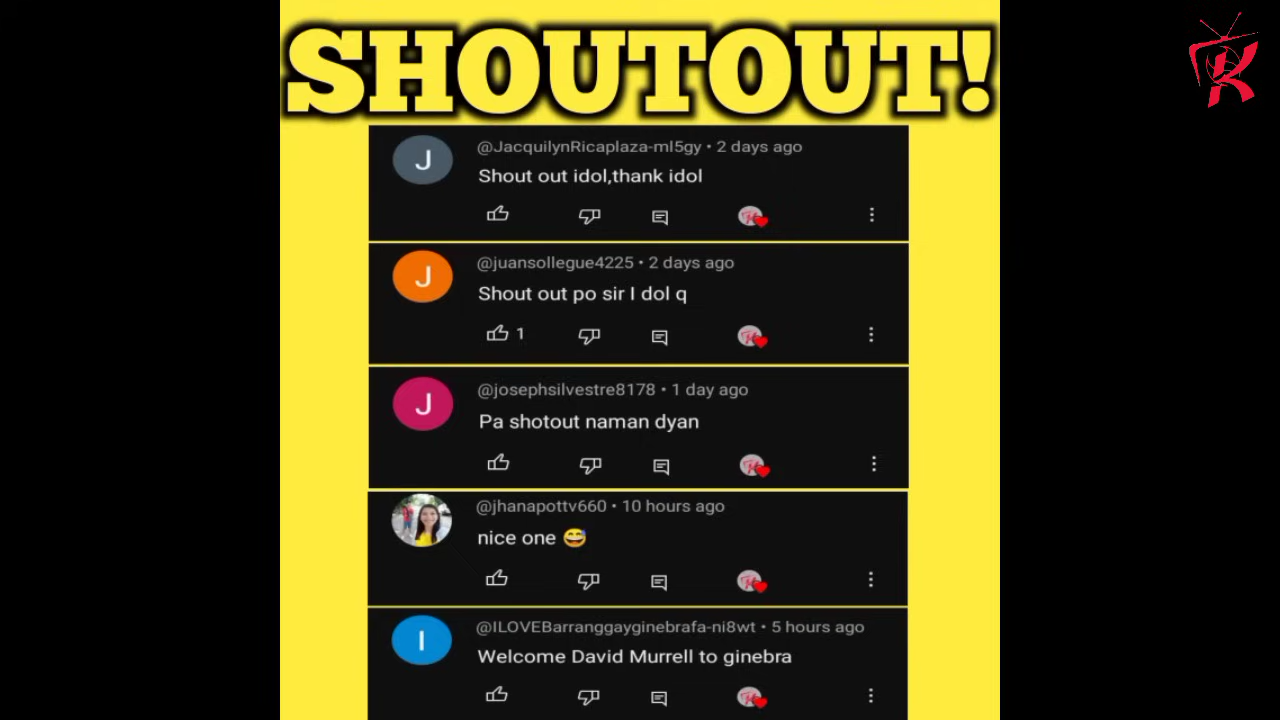 SHOUTOUT!
J
@JacquilynRicaplaza-ml5gy • 2 days ago
Shout out idol,thank idol
J
@juansollegue4225 • 2 days ago
Shout out po sir I dol q
1
J
@josephsilvestre8178 • 1 day ago
Pa shotout naman dyan
@jhanapottv660 • 10 hours ago
nice one 😅
I
@ILOVEBarranggayginebrafa-ni8wt • 5 hours ago
Welcome David Murrell to ginebra